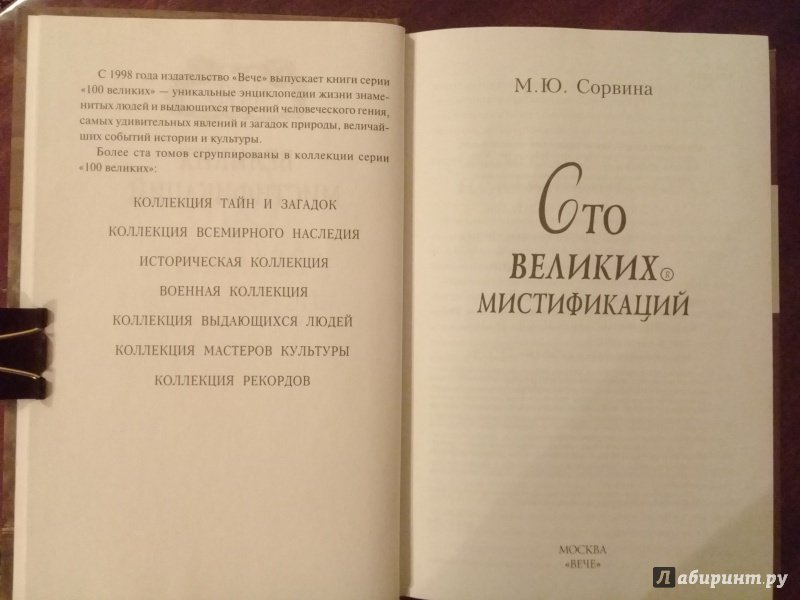 С 1998 года издательство «Вече» выпускает книги серии
«100 великих» — уникальные энциклопедии жизни знаме-
нитых людей и выдающихся творений человеческого гения,
самых удивительных явлений и загадок природы, величай-
ших событий истории и культуры.
Более ста томов сгруппированы в коллекции серии
«100 великих»:
КОЛЛЕКЦИЯ ТАЙН И ЗАГАДОК
КОЛЛЕКЦИЯ ВСЕМИРНОГО НАСЛЕДИЯ
ИСТОРИЧЕСКАЯ КОЛЛЕКЦИЯ
ВОЕННАЯ КОЛЛЕКЦИЯ
КОЛЛЕКЦИЯ ВЫДАЮЩИХСЯ ЛЮДЕЙ
КОЛЛЕКЦИЯ МАСТЕРОВ КУЛЬТУРЫ
КОЛЛЕКЦИЯ РЕКОРДОВ
М.Ю. Сорвина
Сто
ВЕЛИКИХ®
МИСТИФИКАЦИЙ
МОСКВА
«ВЕЧЕ»
Лабиринт.ру